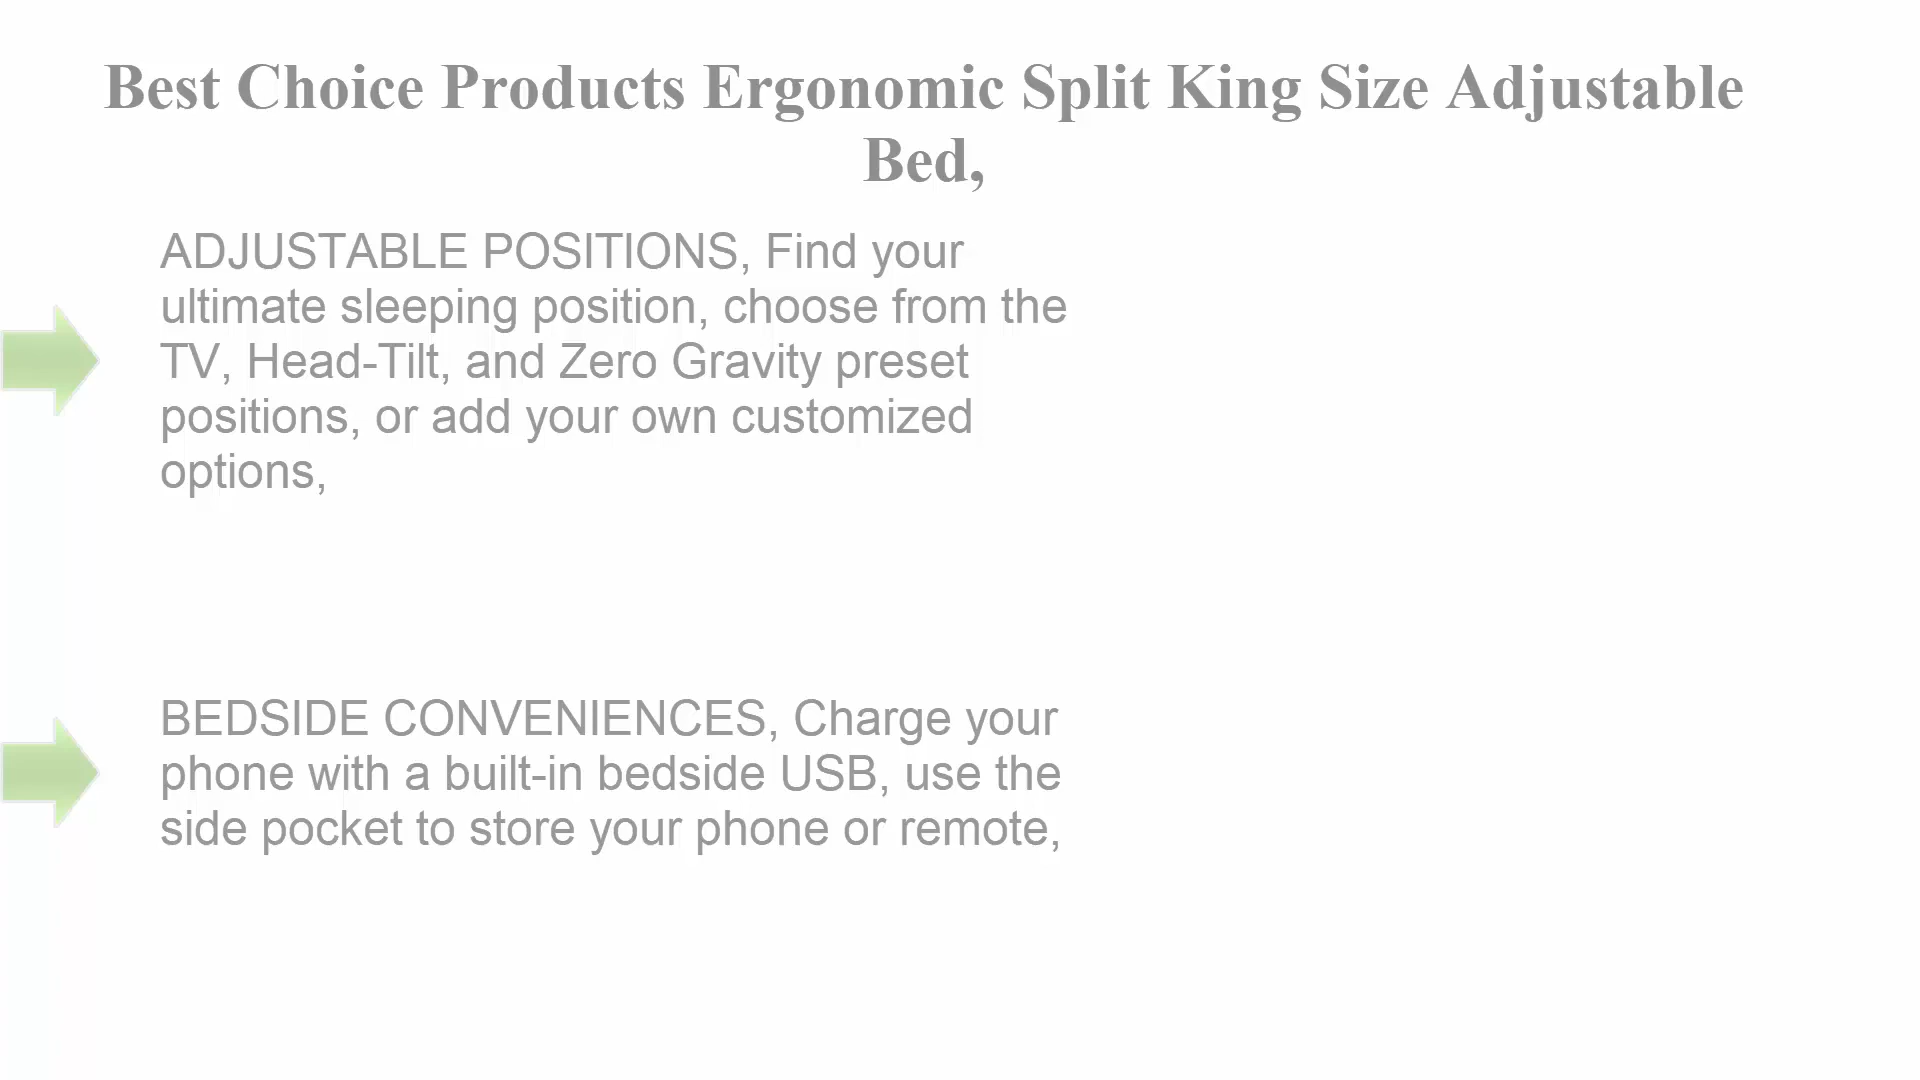 Best Choice Products Ergonomic Split King Size Adjustable
Bed,
ADJUSTABLE POSITIONS, Find your
ultimate sleeping position, choose from the
TV, Head-Tilt, and Zero Gravity preset
positions, or add your own customized
options,
BEDSIDE CONVENIENCES, Charge your
phone with a built-in bedside USB, use the
side pocket to store your phone or remote,